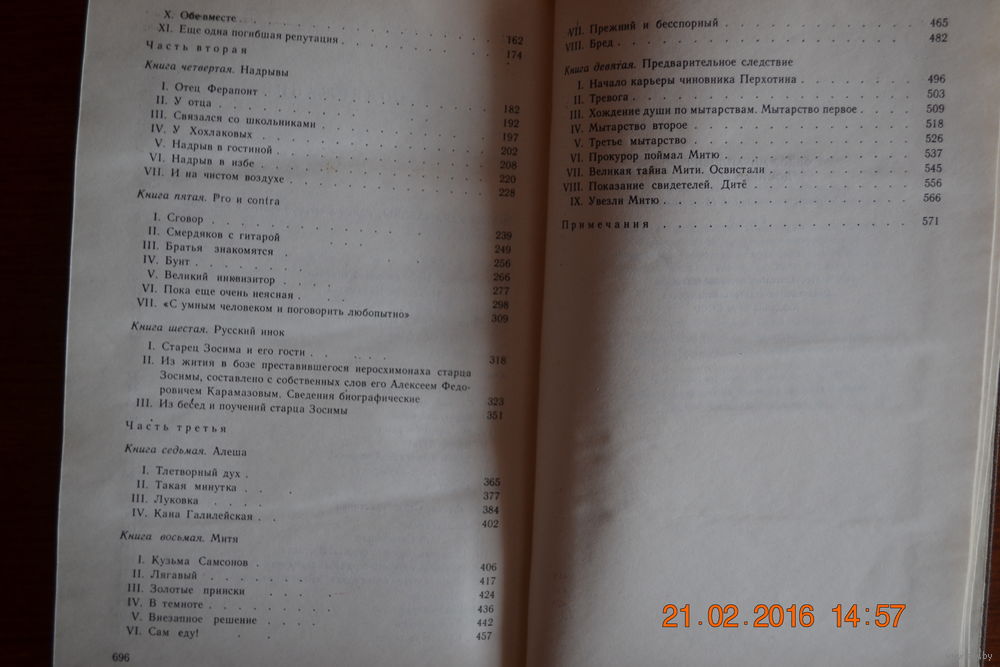 X. Обе вместе . . . . . . . . . . . . 162
XI. Еще одна погибшая репутация . . . . . . . . 174
Часть вторая
Книга четвертая. Надрывы
I. Отец Ферапонт . . . . . . . . . . 182
II. У отца . . . . . . . . . . 192
III. Связался со школьниками . . . . . . . . 197
IV. У Хохлаковых . . . . . . . . . . 202
V. Надрыв в гостиной . . . . . . . . . 208
VI. Надрыв в избе . . . . . . . . . . 220
VII. И на чистом воздухе . . . . . . . . . 228
Книга пятая. Pro и contra
I. Сговор . . . . . . . . . . 239
II. Смердяков с гитарой 249
III. Братья знакомятся . 256
IV. Бунт . . . . . . . 266
V. Великий инквизитор . . . . 277
VI. Пока еще очень неясная . . . . 298
VII. «С умным человеком и поговорить любопытно» 309
Книга шестая. Русский инок
I. Старец Зосима и его гости . . . . . . 318
II. Из жития в бозе преставившегося иеросхимонаха старца
Зосимы, составлено с собственных слов его Алексеем Федо-
ровичем Карамазовым. Сведения биографические 323
III. Из бесед и поучений старца Зосимы 351
Часть третья
Книга седьмая. Алеша
I. Тлетворный дух . 365
II. Такая минутка . . . 377
III. Луковка . . . . 384
IV. Кана Галилейская . . 402
Книга восьмая. Митя
I. Кузьма Самсонов . 406
II. Лягавый . . . . . . . 417
III. Золотые прииски . . . . . 424
IV. В темноте . . . . . . . . 436
V. Внезапное решение . . . . . 442
VI. Сам еду! . . 457
696
VII. Прежний и бесспорный . . . . . . . . . 465
VIII. Бред . . . . . . . . . . . . . 482
Книга девятая. Предварительное следствие
I. Начало карьеры чиновника Перхотина . . . . . . 496
II. Тревога . . . . . . . . . . . . . 503
III. Хождение души по мытарствам. Мытарство первое . . . 509
IV. Мытарство второе . . . . . . . . . . 518
V. Третье мытарство . . . . . . . . . . 526
VI. Прокурор поймал Митю . . . . . . . . . 537
VII. Великая тайна Мити. Освистали . . . . . . . 545
VIII. Показание свидетелей. Дитё . . . . . . . . 556
IX. Увезли Митю . . . . . . . . . . . . 566
Примечания . . . . . . . . . . . . 571
21.02.2016 14:57